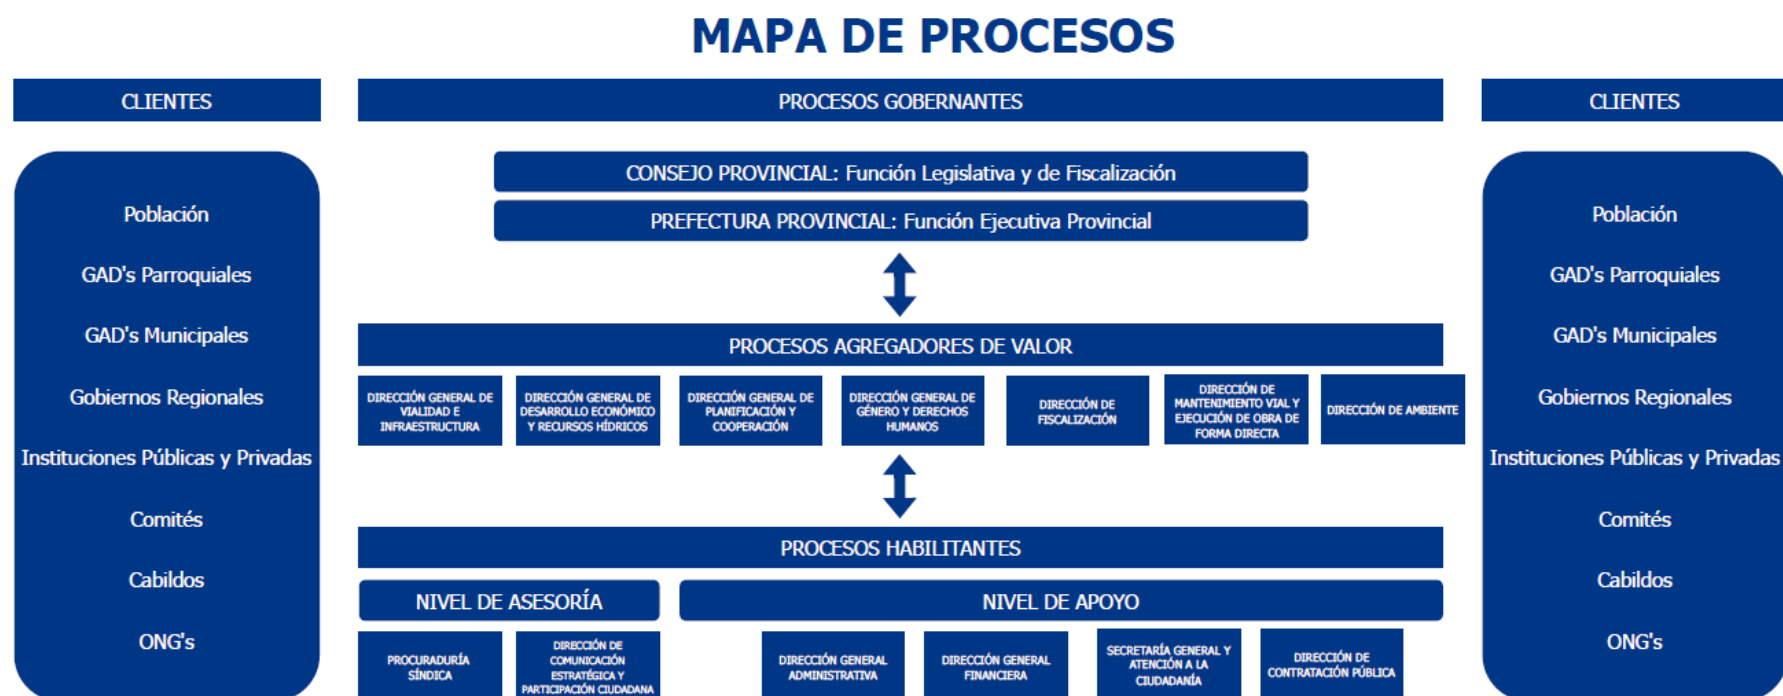 MAPA DE PROCESOS
CLIENTES
Población
GAD's Parroquiales
GAD's Municipales
Gobiernos Regionales
Instituciones Públicas y Privadas
Comités
Cabildos
ONG's
PROCESOS GOBERNANTES
CONSEJO PROVINCIAL: Función Legislativa y de Fiscalización
PREFECTURA PROVINCIAL: Función Ejecutiva Provincial
PROCESOS AGREGADORES DE VALOR
DIRECCIÓN GENERAL DE
VIALIDAD E
INFRAESTRUCTURA
DIRECCIÓN GENERAL DE
DESARROLLO ECONÓMICO
Y RECURSOS HÍDRICOS
DIRECCIÓN GENERAL DE
PLANIFICACIÓN Y
COOPERACIÓN
DIRECCIÓN GENERAL DE
GÉNERO Y DERECHOS
HUMANOS
DIRECCIÓN DE
FISCALIZACIÓN
DIRECCIÓN DE
MANTENIMIENTO VIAL Y
EJECUCIÓN DE OBRA DE
FORMA DIRECTA
DIRECCIÓN DE AMBIENTE
PROCESOS HABILITANTES
NIVEL DE ASESORÍA
PROCURADURÍA
SÍNDICA
DIRECCIÓN DE
COMUNICACIÓN
ESTRATÉGICA Y
PARTICIPACIÓN CIUDADANA
NIVEL DE APOYO
DIRECCIÓN GENERAL
ADMINISTRATIVA
DIRECCIÓN GENERAL
FINANCIERA
SECRETARÍA GENERAL Y
ATENCIÓN A LA
CIUDADANÍA
DIRECCIÓN DE
CONTRATACIÓN PÚBLICA
CLIENTES
Población
GAD's Parroquiales
GAD's Municipales
Gobiernos Regionales
Instituciones Públicas y Privadas
Comités
Cabildos
ONG's